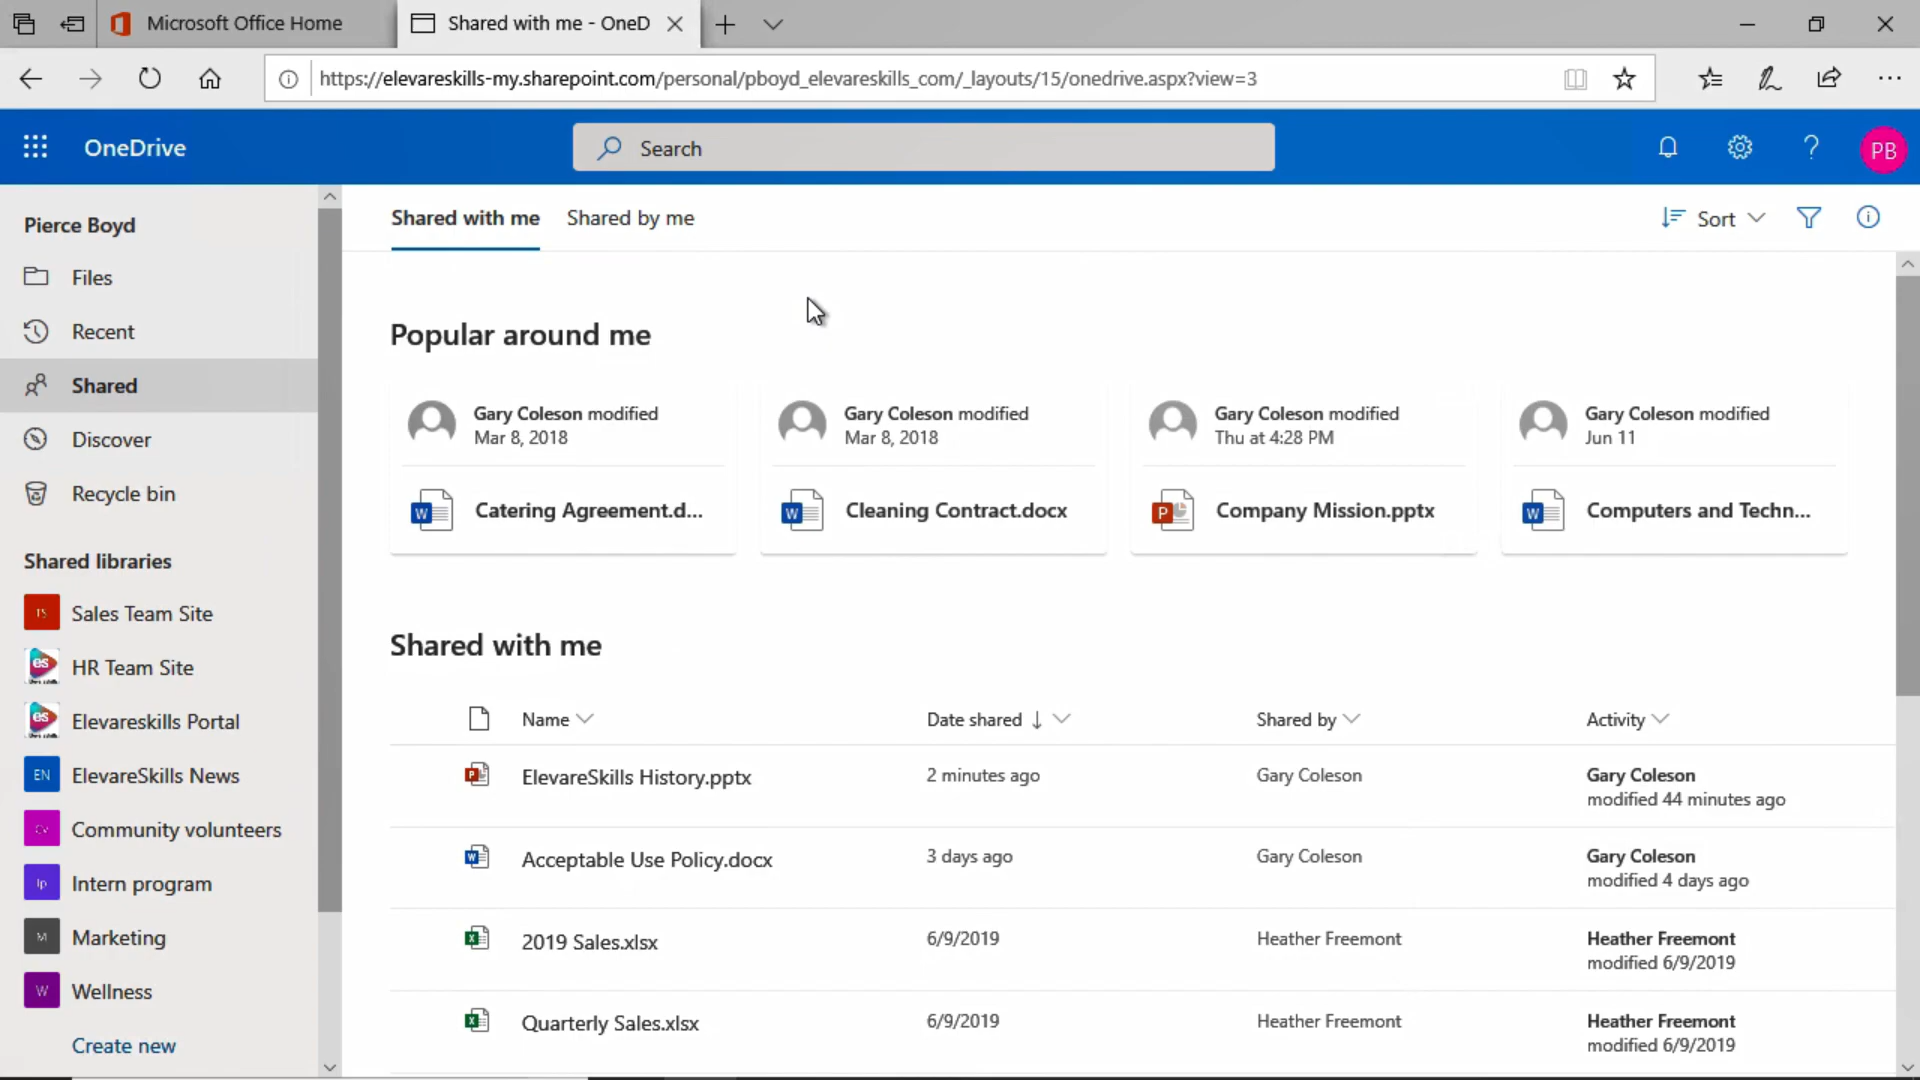 Microsoft Office Home
Shared with me - OneD
https://elevareskills-my.sharepoint.com/personal/pboyd_elevareskills_com/_layouts/15/onedrive.aspx?view=3
OneDrive
Search
PB
Pierce Boyd
Files
Recent
Shared
Discover
Recycle bin
Shared libraries
TS Sales Team Site
es HR Team Site
es Elevareskills Portal
EN ElevareSkills News
Cv Community volunteers
Ip Intern program
M Marketing
W Wellness
Create new
Shared with me
Shared by me
Sort
Popular around me
Gary Coleson modified
Mar 8, 2018
Catering Agreement.d...
Gary Coleson modified
Mar 8, 2018
Cleaning Contract.docx
Gary Coleson modified
Thu at 4:28 PM
Company Mission.pptx
Gary Coleson modified
Jun 11
Computers and Techn...
Shared with me
Name Date shared Shared by Activity
ElevareSkills History.pptx 2 minutes ago Gary Coleson Gary Coleson
modified 44 minutes ago
Acceptable Use Policy.docx 3 days ago Gary Coleson Gary Coleson
modified 4 days ago
2019 Sales.xlsx 6/9/2019 Heather Freemont Heather Freemont
modified 6/9/2019
Quarterly Sales.xlsx 6/9/2019 Heather Freemont Heather Freemont
modified 6/9/2019